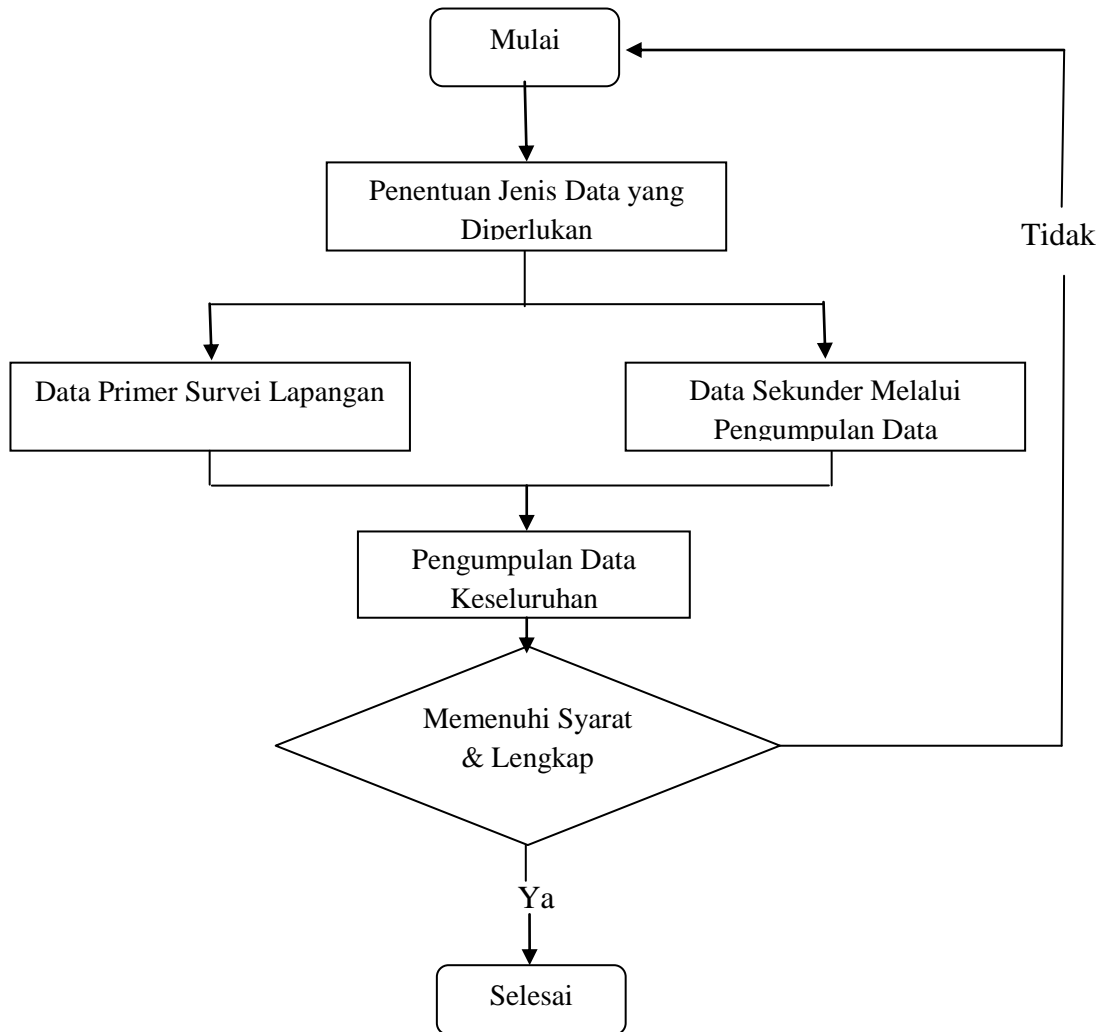 Mulai
Penentuan Jenis Data yang
Diperlukan
Tidak
Data Primer Survei Lapangan
Data Sekunder Melalui
Pengumpulan Data
Pengumpulan Data
Keseluruhan
Memenuhi Syarat
& Lengkap
Ya
Selesai